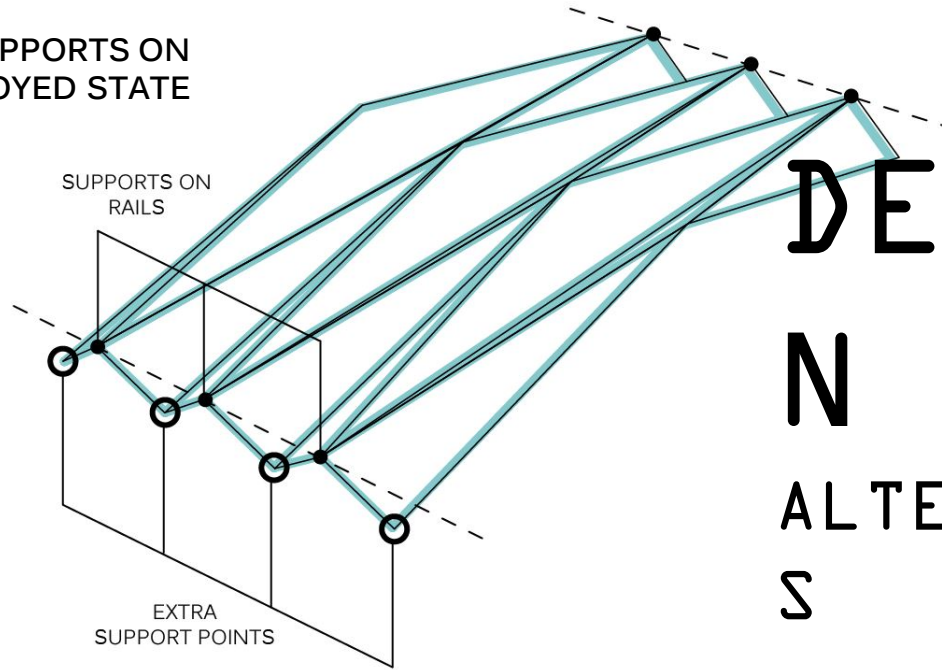 PPORTS ON
OYED STATE
SUPPORTS ON
RAILS
DE
N
ALTE
S
EXTRA
SUPPORT POINTS